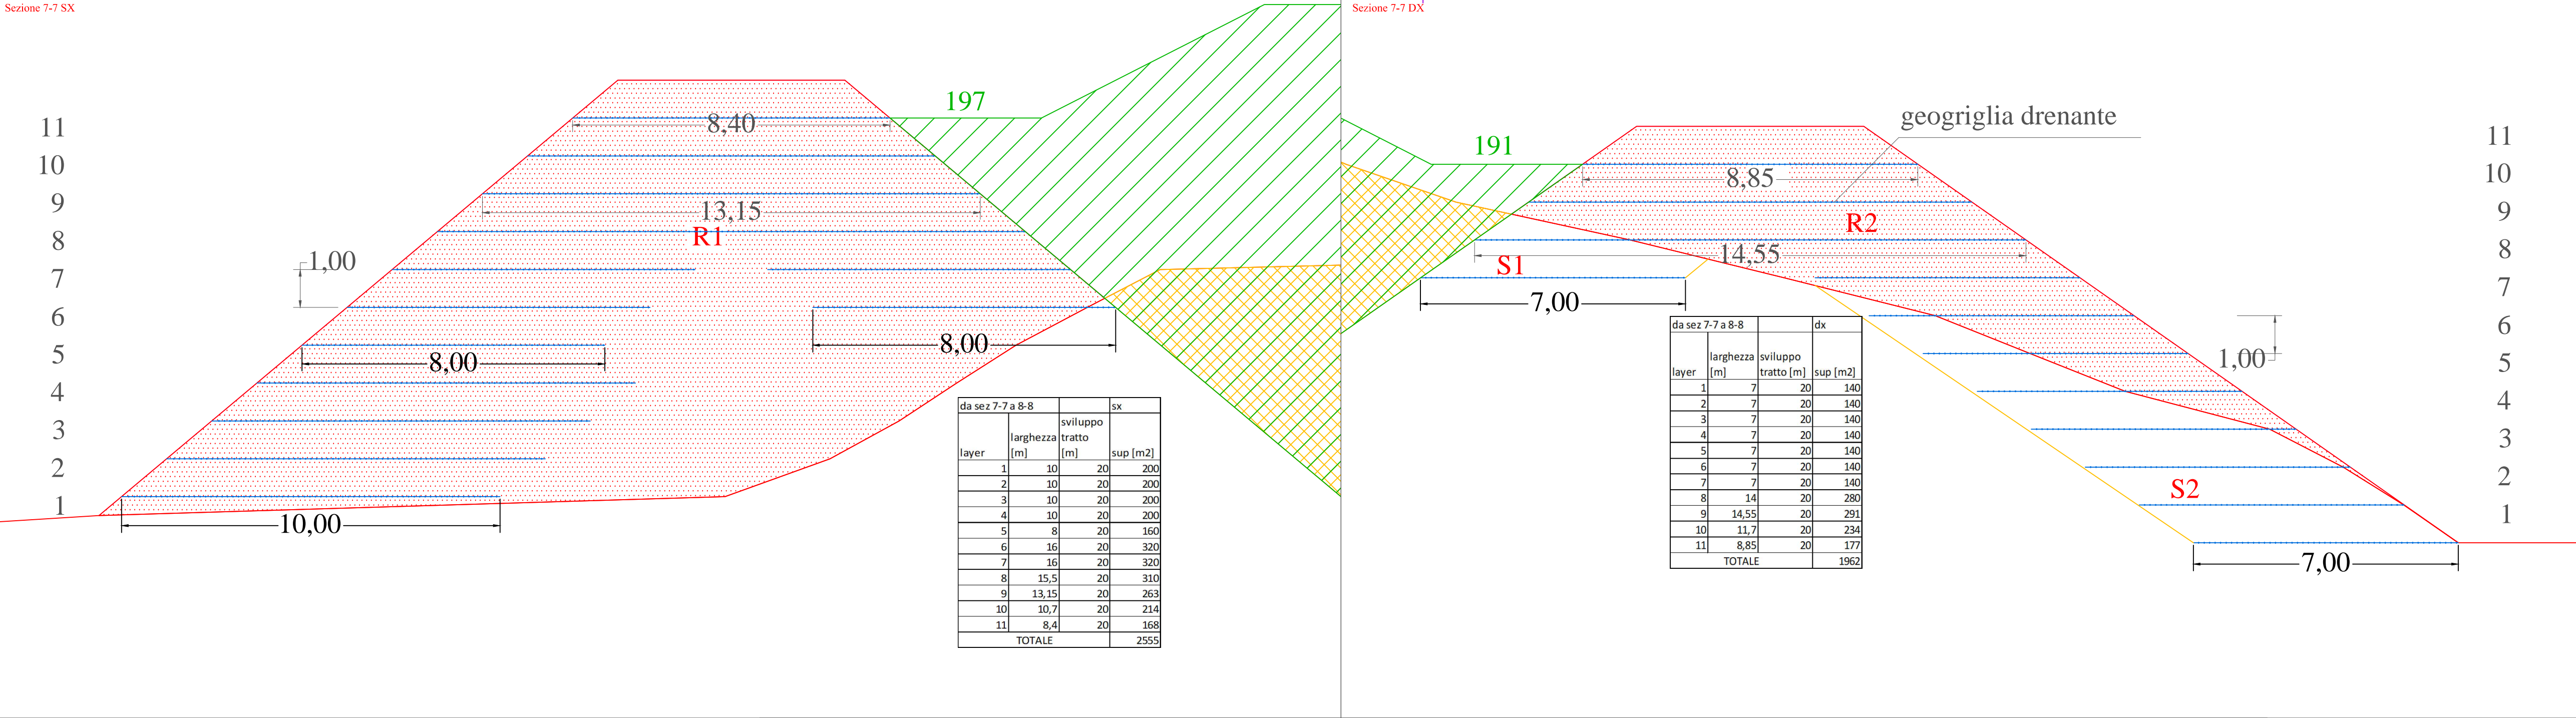 Sezione 7-7 SX
197
8,40
13,15
R1
1,00
8,00
8,00
10,00
11
10
9
8
7
6
5
4
3
2
1
da sez 7-7 a 8-8 sx
layer larghezza [m] sviluppo tratto [m] sup [m2]
1 10 20 200
2 10 20 200
3 10 20 200
4 10 20 200
5 8 20 160
6 16 20 320
7 16 20 320
8 15,5 20 310
9 13,15 20 263
10 10,7 20 214
11 8,4 20 168
TOTALE 2555
Sezione 7-7 DX
191
geogriglia drenante
8,85
R2
14,55
S1
7,00
1,00
S2
7,00
11
10
9
8
7
6
5
4
3
2
1
da sez 7-7 a 8-8 dx
layer larghezza [m] sviluppo tratto [m] sup [m2]
1 7 20 140
2 7 20 140
3 7 20 140
4 7 20 140
5 7 20 140
6 7 20 140
7 7 20 140
8 14 20 280
9 14,55 20 291
10 11,7 20 234
11 8,85 20 177
TOTALE 1962